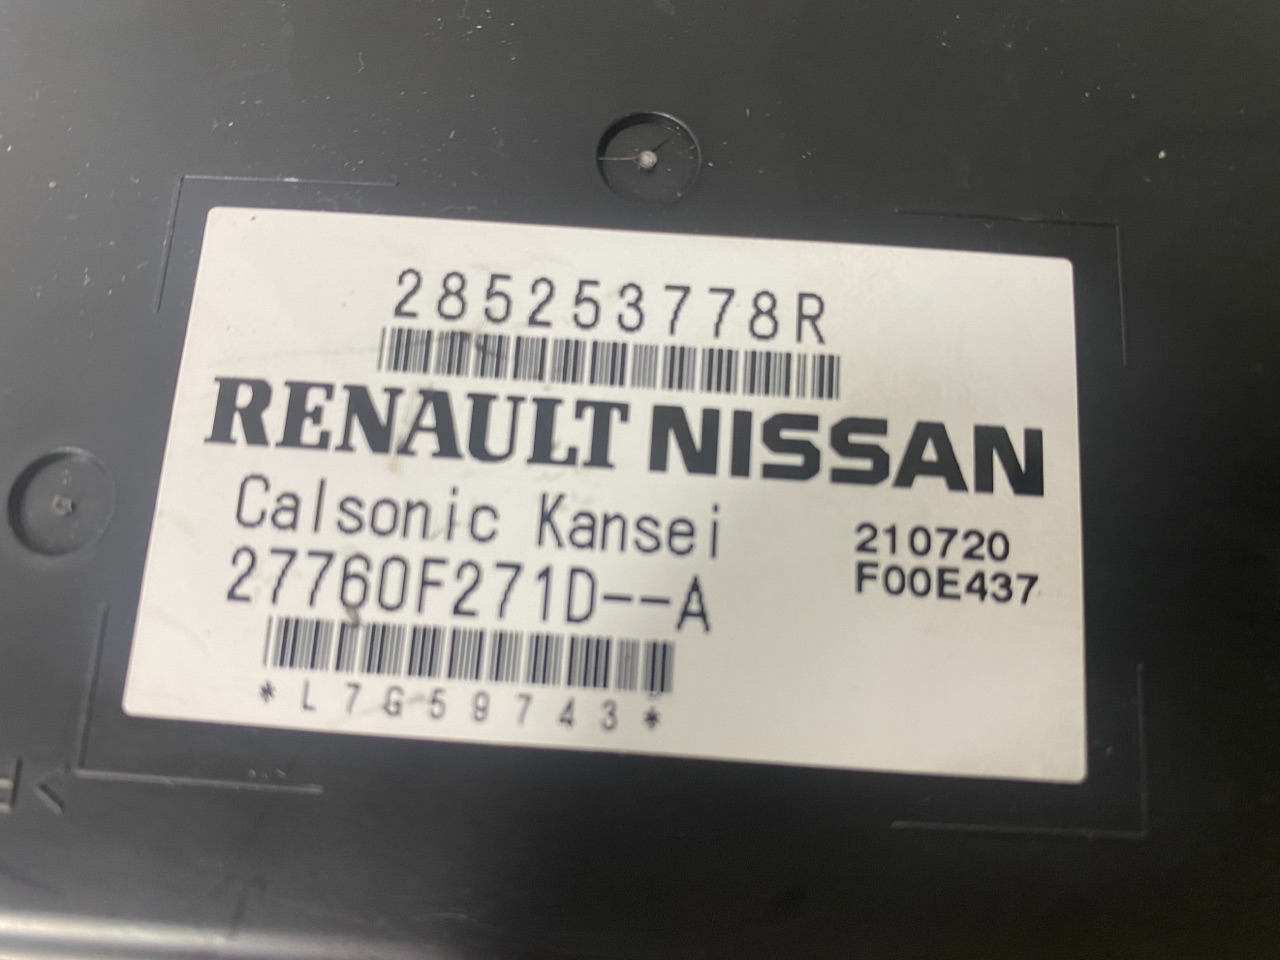 285253778R
RENAULT NISSAN
Calsonic Kansei
27760F271D--A
210720
F00E437
*L7G59743*